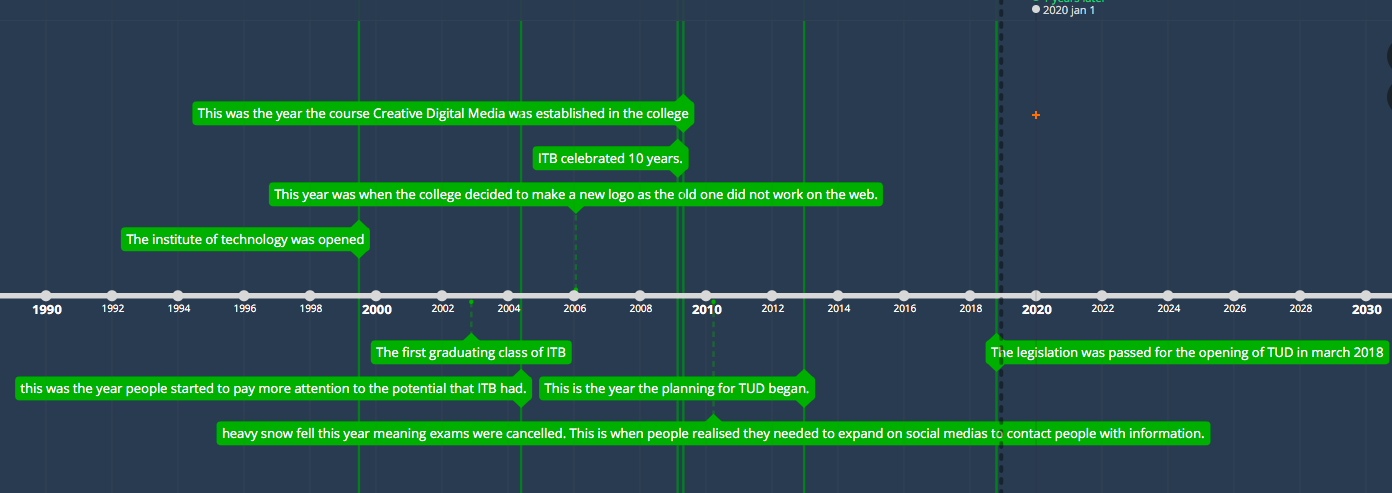 2020 jan 1
This was the year the course Creative Digital Media was established in the college
ITB celebrated 10 years.
This year was when the college decided to make a new logo as the old one did not work on the web.
The institute of technology was opened
1990 1992 1994 1996 1998 2000 2002 2004 2006 2008 2010 2012 2014 2016 2018 2020 2022 2024 2026 2028 2030
The first graduating class of ITB
The legislation was passed for the opening of TUD in march 2018
this was the year people started to pay more attention to the potential that ITB had.
This is the year the planning for TUD began.
heavy snow fell this year meaning exams were cancelled. This is when people realised they needed to expand on social medias to contact people with information.